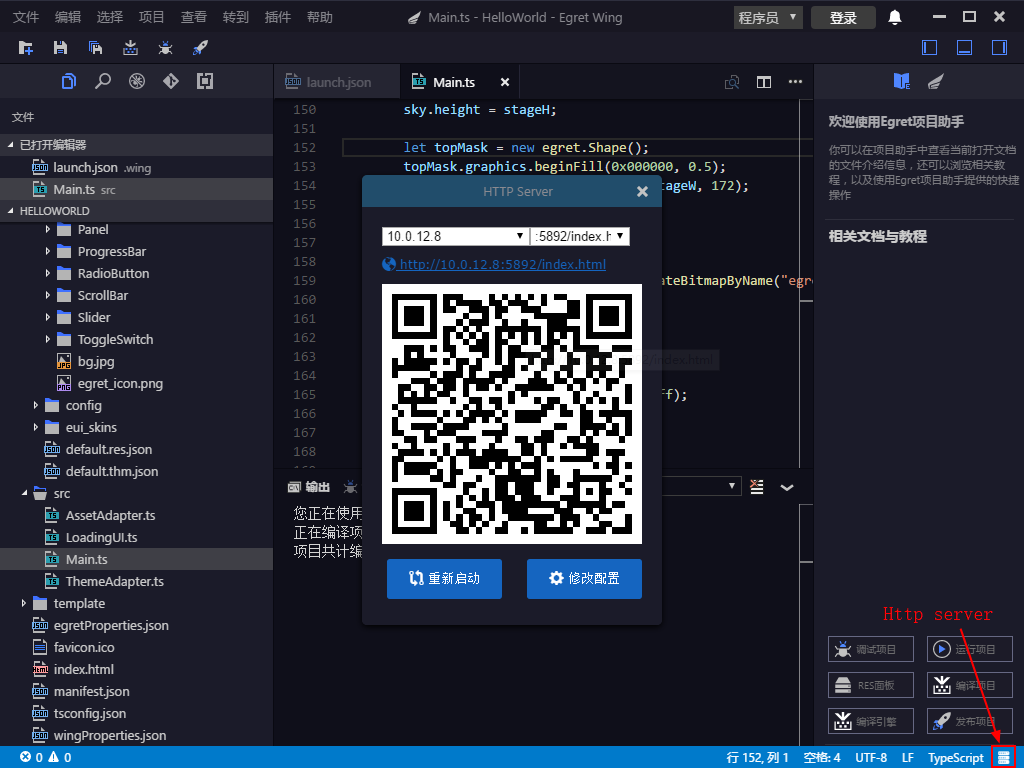 文件 编辑 选择 项目 查看 转到 插件 帮助
Main.ts - HelloWorld - Egret Wing
程序员
登录
文件
已打开编辑器
launch.json .wing
Main.ts src
HELLOWORLD
Panel
ProgressBar
RadioButton
ScrollBar
Slider
ToggleSwitch
bg.jpg
egret_icon.png
config
eui_skins
default.res.json
default.thm.json
src
AssetAdapter.ts
LoadingUI.ts
Main.ts
ThemeAdapter.ts
template
egretProperties.json
favicon.ico
index.html
manifest.json
tsconfig.json
wingProperties.json
launch.json
Main.ts
150 sky.height = stageH;
151
152 let topMask = new egret.Shape();
153 topMask.graphics.beginFill(0x000000, 0.5);
154 tageW, 172);
155
156
157
158
159 ateBitmapByName("egre
160
161
162
163
164
165 ff);
166
167
168
HTTP Server
10.0.12.8
:5892/index.h
http://10.0.12.8:5892/index.html
2/index.html
重新启动
修改配置
输出
您正在使用
正在编译项
项目共计编
欢迎使用Egret项目助手
你可以在项目助手中查看当前打开文档
的文件介绍信息，还可以浏览相关教
程，以及使用Egret项目助手提供的快捷
操作
相关文档与教程
Http server
调试项目
运行项目
RES面板
编译项目
编译引擎
发布项目
0 0
行 152, 列 1 空格: 4 UTF-8 LF TypeScript